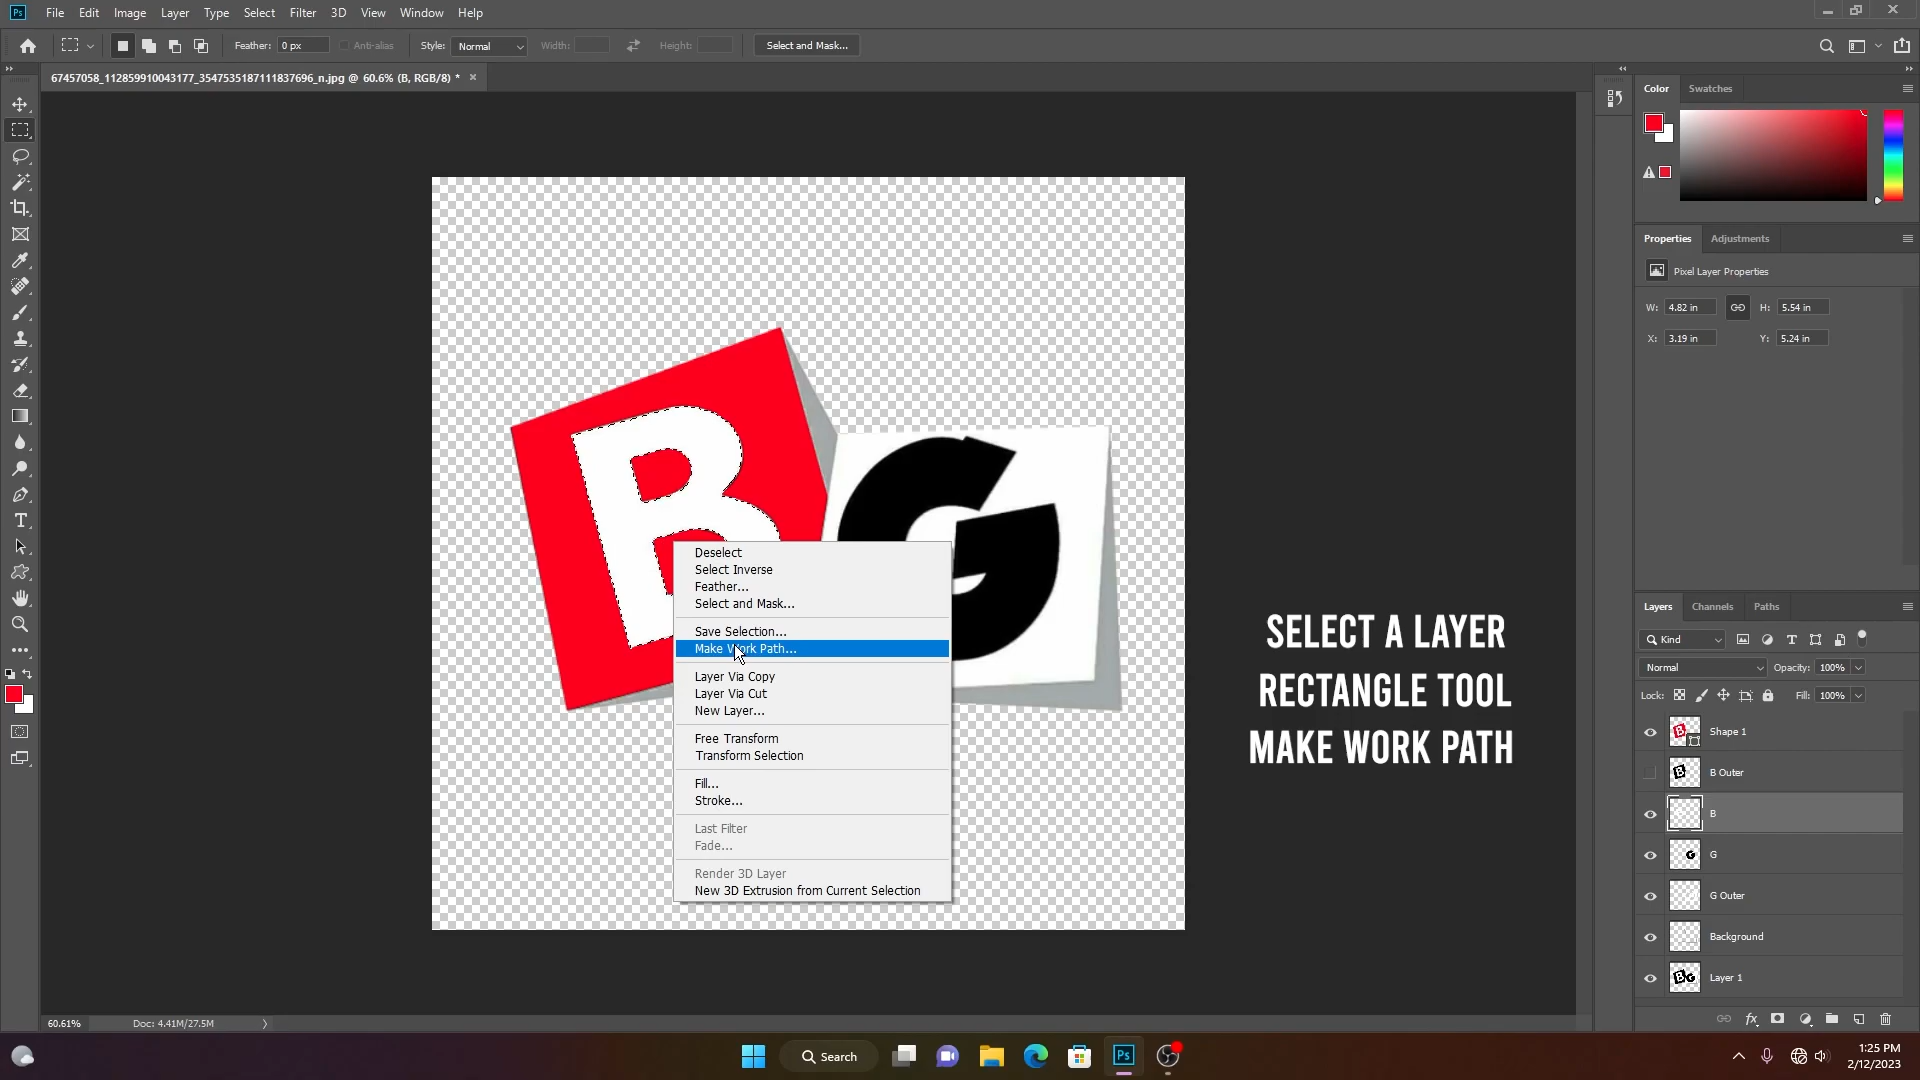 File Edit Image Layer Type Select Filter 3D View Window Help
Feather: 0 px Anti-alias Style: Normal Width: Height: Select and Mask...
67457058_112859910043177_3547535187111837696_n.jpg @ 60.6% (B, RGB/8) *
Color Swatches
Properties Adjustments
Pixel Layer Properties
W: 4.82 in H: 5.54 in
X: 3.19 in Y: 5.24 in
B
G
Deselect
Select Inverse
Feather...
Select and Mask...
Save Selection...
Make Work Path...
Layer Via Copy
Layer Via Cut
New Layer...
Free Transform
Transform Selection
Fill...
Stroke...
Last Filter
Fade...
Render 3D Layer
New 3D Extrusion from Current Selection
SELECT A LAYER
RECTANGLE TOOL
MAKE WORK PATH
Layers Channels Paths
Kind
Normal Opacity: 100%
Lock: Fill: 100%
Shape 1
B Outer
B
G
G Outer
Background
Layer 1
60.61% Doc: 4.41M/27.5M
Search
1:25 PM
2/12/2023